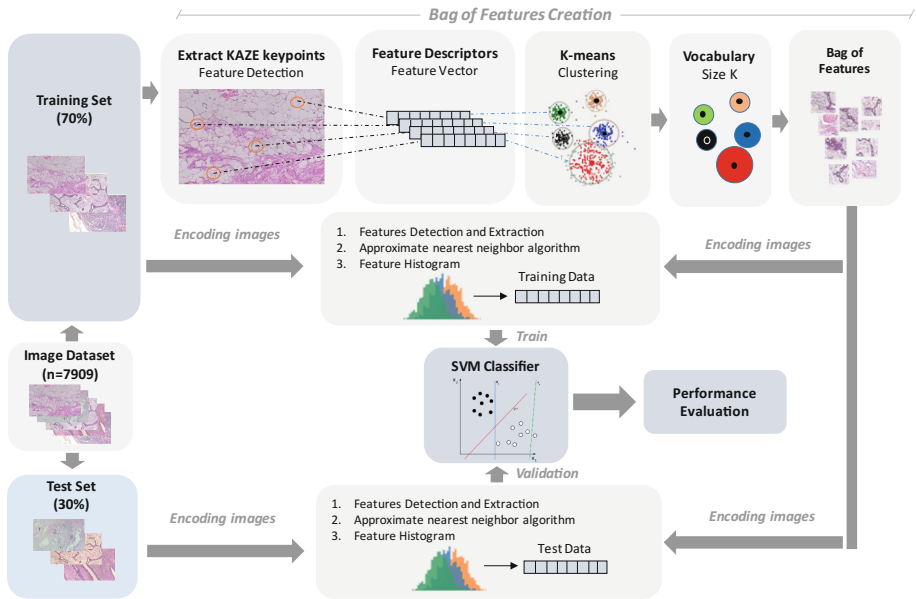 Bag of Features Creation
Training Set
(70%)
Extract KAZE keypoints
Feature Detection
Feature Descriptors
Feature Vector
K-means
Clustering
Vocabulary
Size K
Bag of
Features
Encoding images
1. Features Detection and Extraction
2. Approximate nearest neighbor algorithm
3. Feature Histogram
Training Data
Encoding images
Train
Image Dataset
(n=7909)
SVM Classifier
Performance
Evaluation
Validation
Test Set
(30%)
Encoding images
1. Features Detection and Extraction
2. Approximate nearest neighbor algorithm
3. Feature Histogram
Test Data
Encoding images